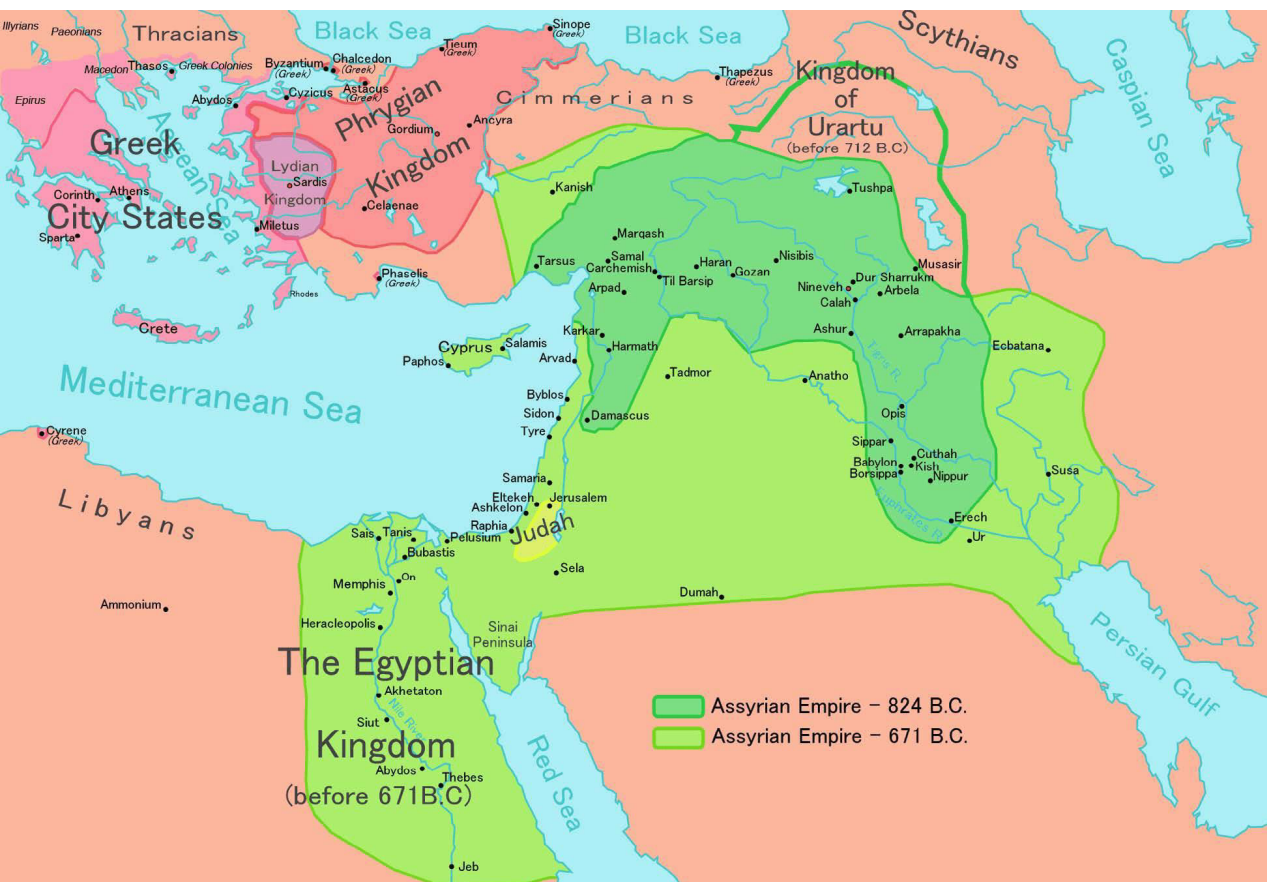 Illyrians
Paeonians
Thracians
Black Sea
Sinope
(Greek)
Black Sea
Scythians
Caspian Sea
Tieum
(Greek)
Macedon
Thasos
Greek Colonies
Byzantium
(Greek)
Chalcedon
(Greek)
Thapezus
(Greek)
Kingdom
of
Urartu
(before 712 B.C)
Epirus
Abydos
Cyzicus
Astacus
(Greek)
Cimmerians
Phrygian
Kingdom
Gordium
Ancyra
Greek
City States
Aegean Sea
Lydian
Kingdom
Sardis
Kanish
Tushpa
Corinth
Athens
Celaenae
Sparta
Miletus
Marqash
Tarsus
Samal
Carchemish
Til Barsip
Haran
Gozan
Nisibis
Musasir
Phaselis
(Greek)
Rhodes
Arpad
Dur Sharrukm
Nineveh
Arbela
Calah
Crete
Karkar
Ashur
Arrapakha
Cyprus
Salamis
Harmath
Ecbatana
Paphos
Arvad
Tigris R.
Tadmor
Anatho
Mediterranean Sea
Byblos
Sidon
Damascus
Opis
Tyre
Cyrene
(Greek)
Sippar
Cuthah
Babylon
Kish
Borsippa
Nippur
Susa
Samaria
Libyans
Eltekeh
Jerusalem
Ashkelon
Euphrates R.
Erech
Raphia
Judah
Sais
Tanis
Pelusium
Ur
Bubastis
Sela
On
Memphis
Dumah
Ammonium
Heracleopolis
Sinai
Peninsula
Persian Gulf
The Egyptian
Kingdom
(before 671B.C)
Akhetaton
Nile River
Siut
Assyrian Empire - 824 B.C.
Assyrian Empire - 671 B.C.
Red Sea
Abydos
Thebes
Jeb